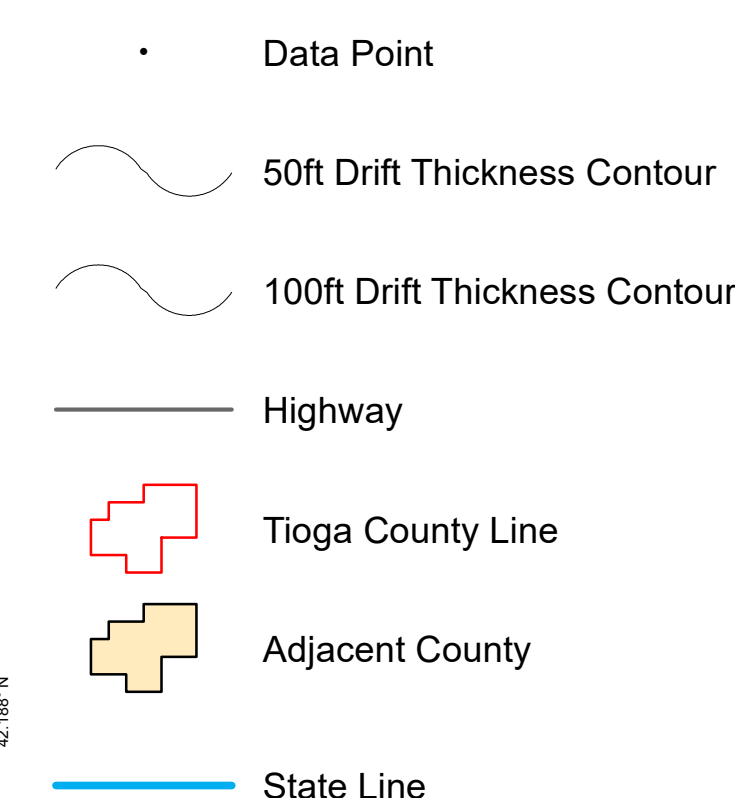 Data Point
50ft Drift Thickness Contour
100ft Drift Thickness Contour
Highway
Tioga County Line
Adjacent County
42.188° N
State Line